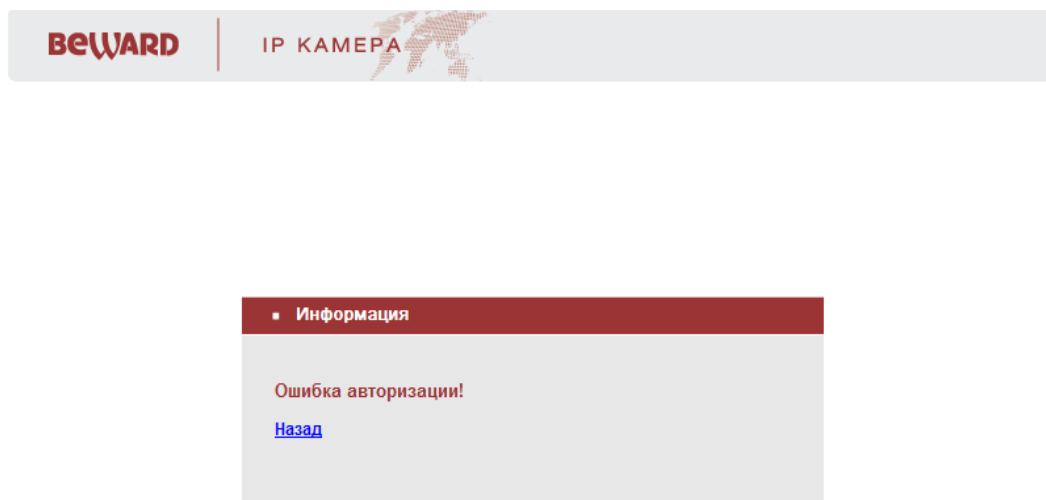 BEWARD
IP КАМЕРА
Информация
Ошибка авторизации!
Назад